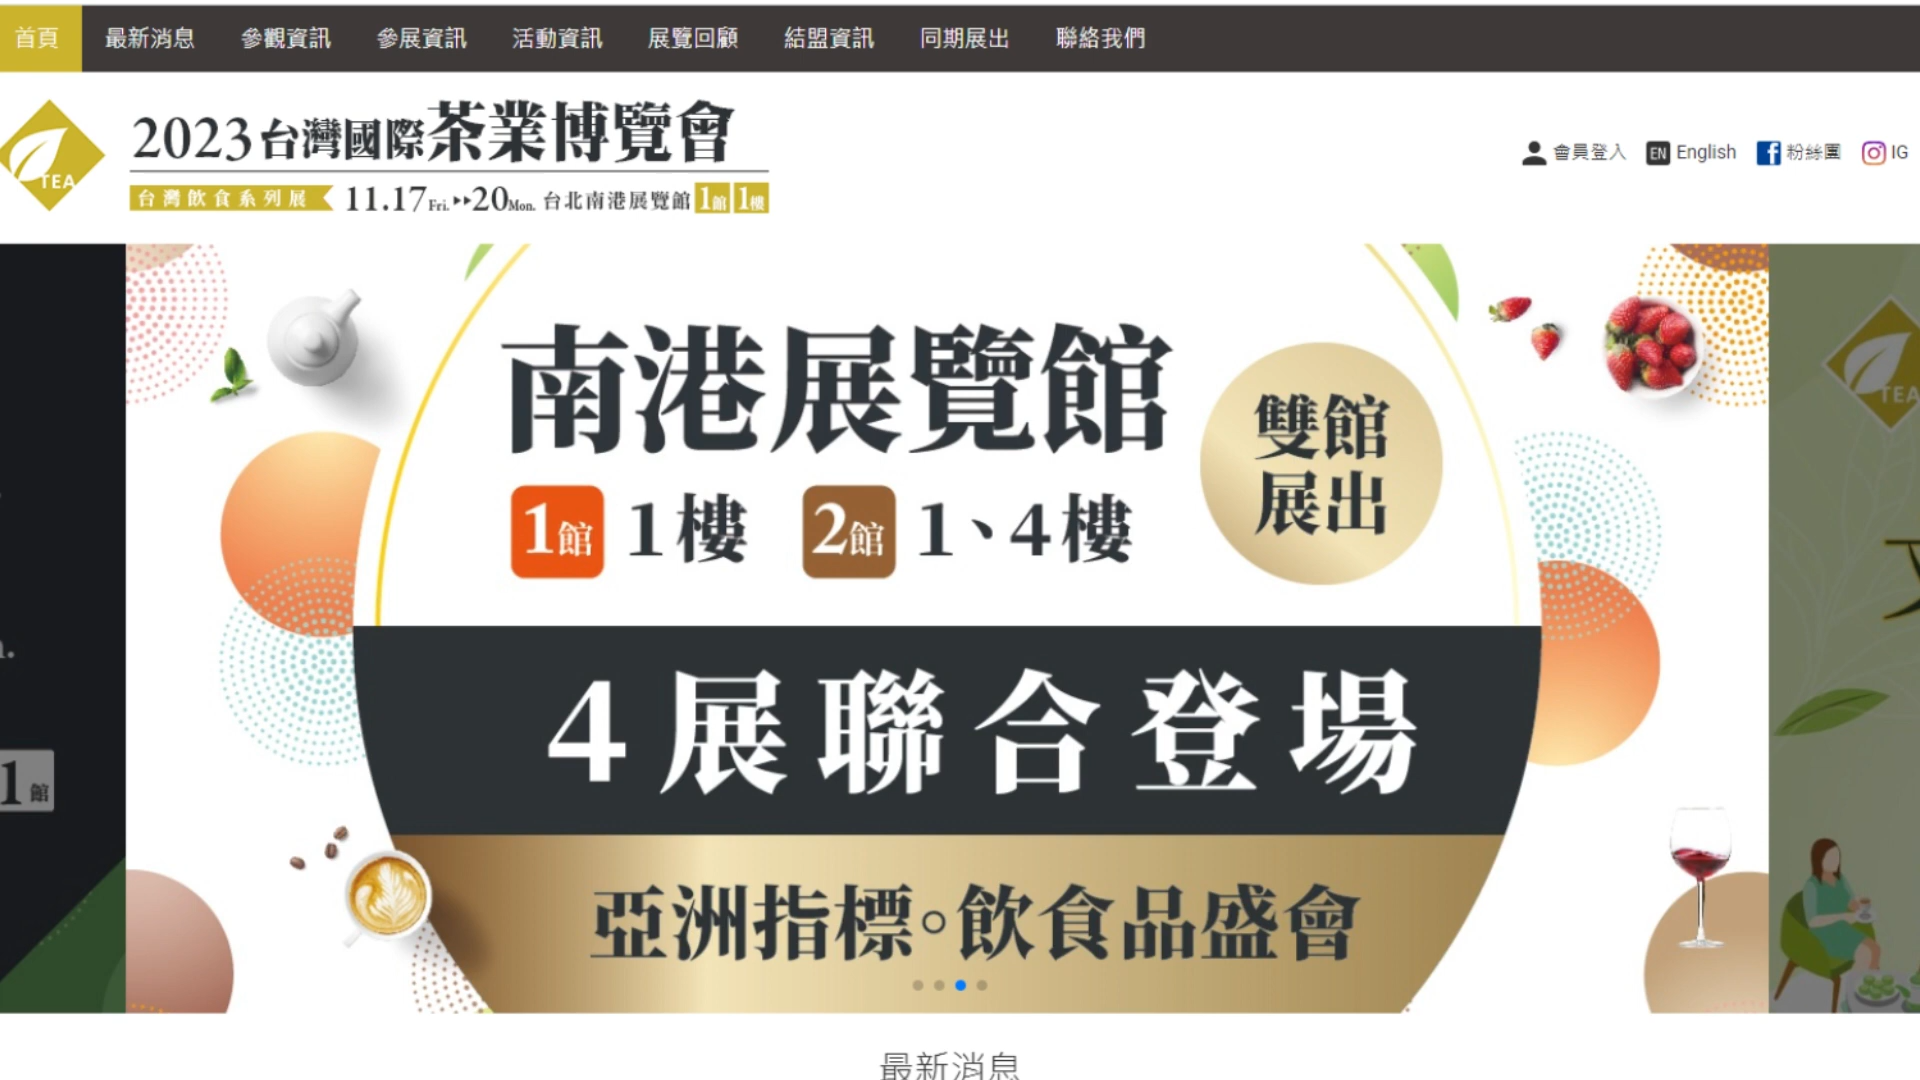 首頁 最新消息 參觀資訊 參展資訊 活動資訊 展覽回顧 結盟資訊 同期展出 聯絡我們
TEA
2023台灣國際茶業博覽會
台灣飲食系列展 11.17Fri.▸▸20Mon. 台北南港展覽館1館1樓
會員登入 EN English 粉絲團 IG
南港展覽館
雙館
展出
1館 1樓 2館 1、4樓
4展聯合登場
亞洲指標。飲食品盛會
1館
TEA
最新消息